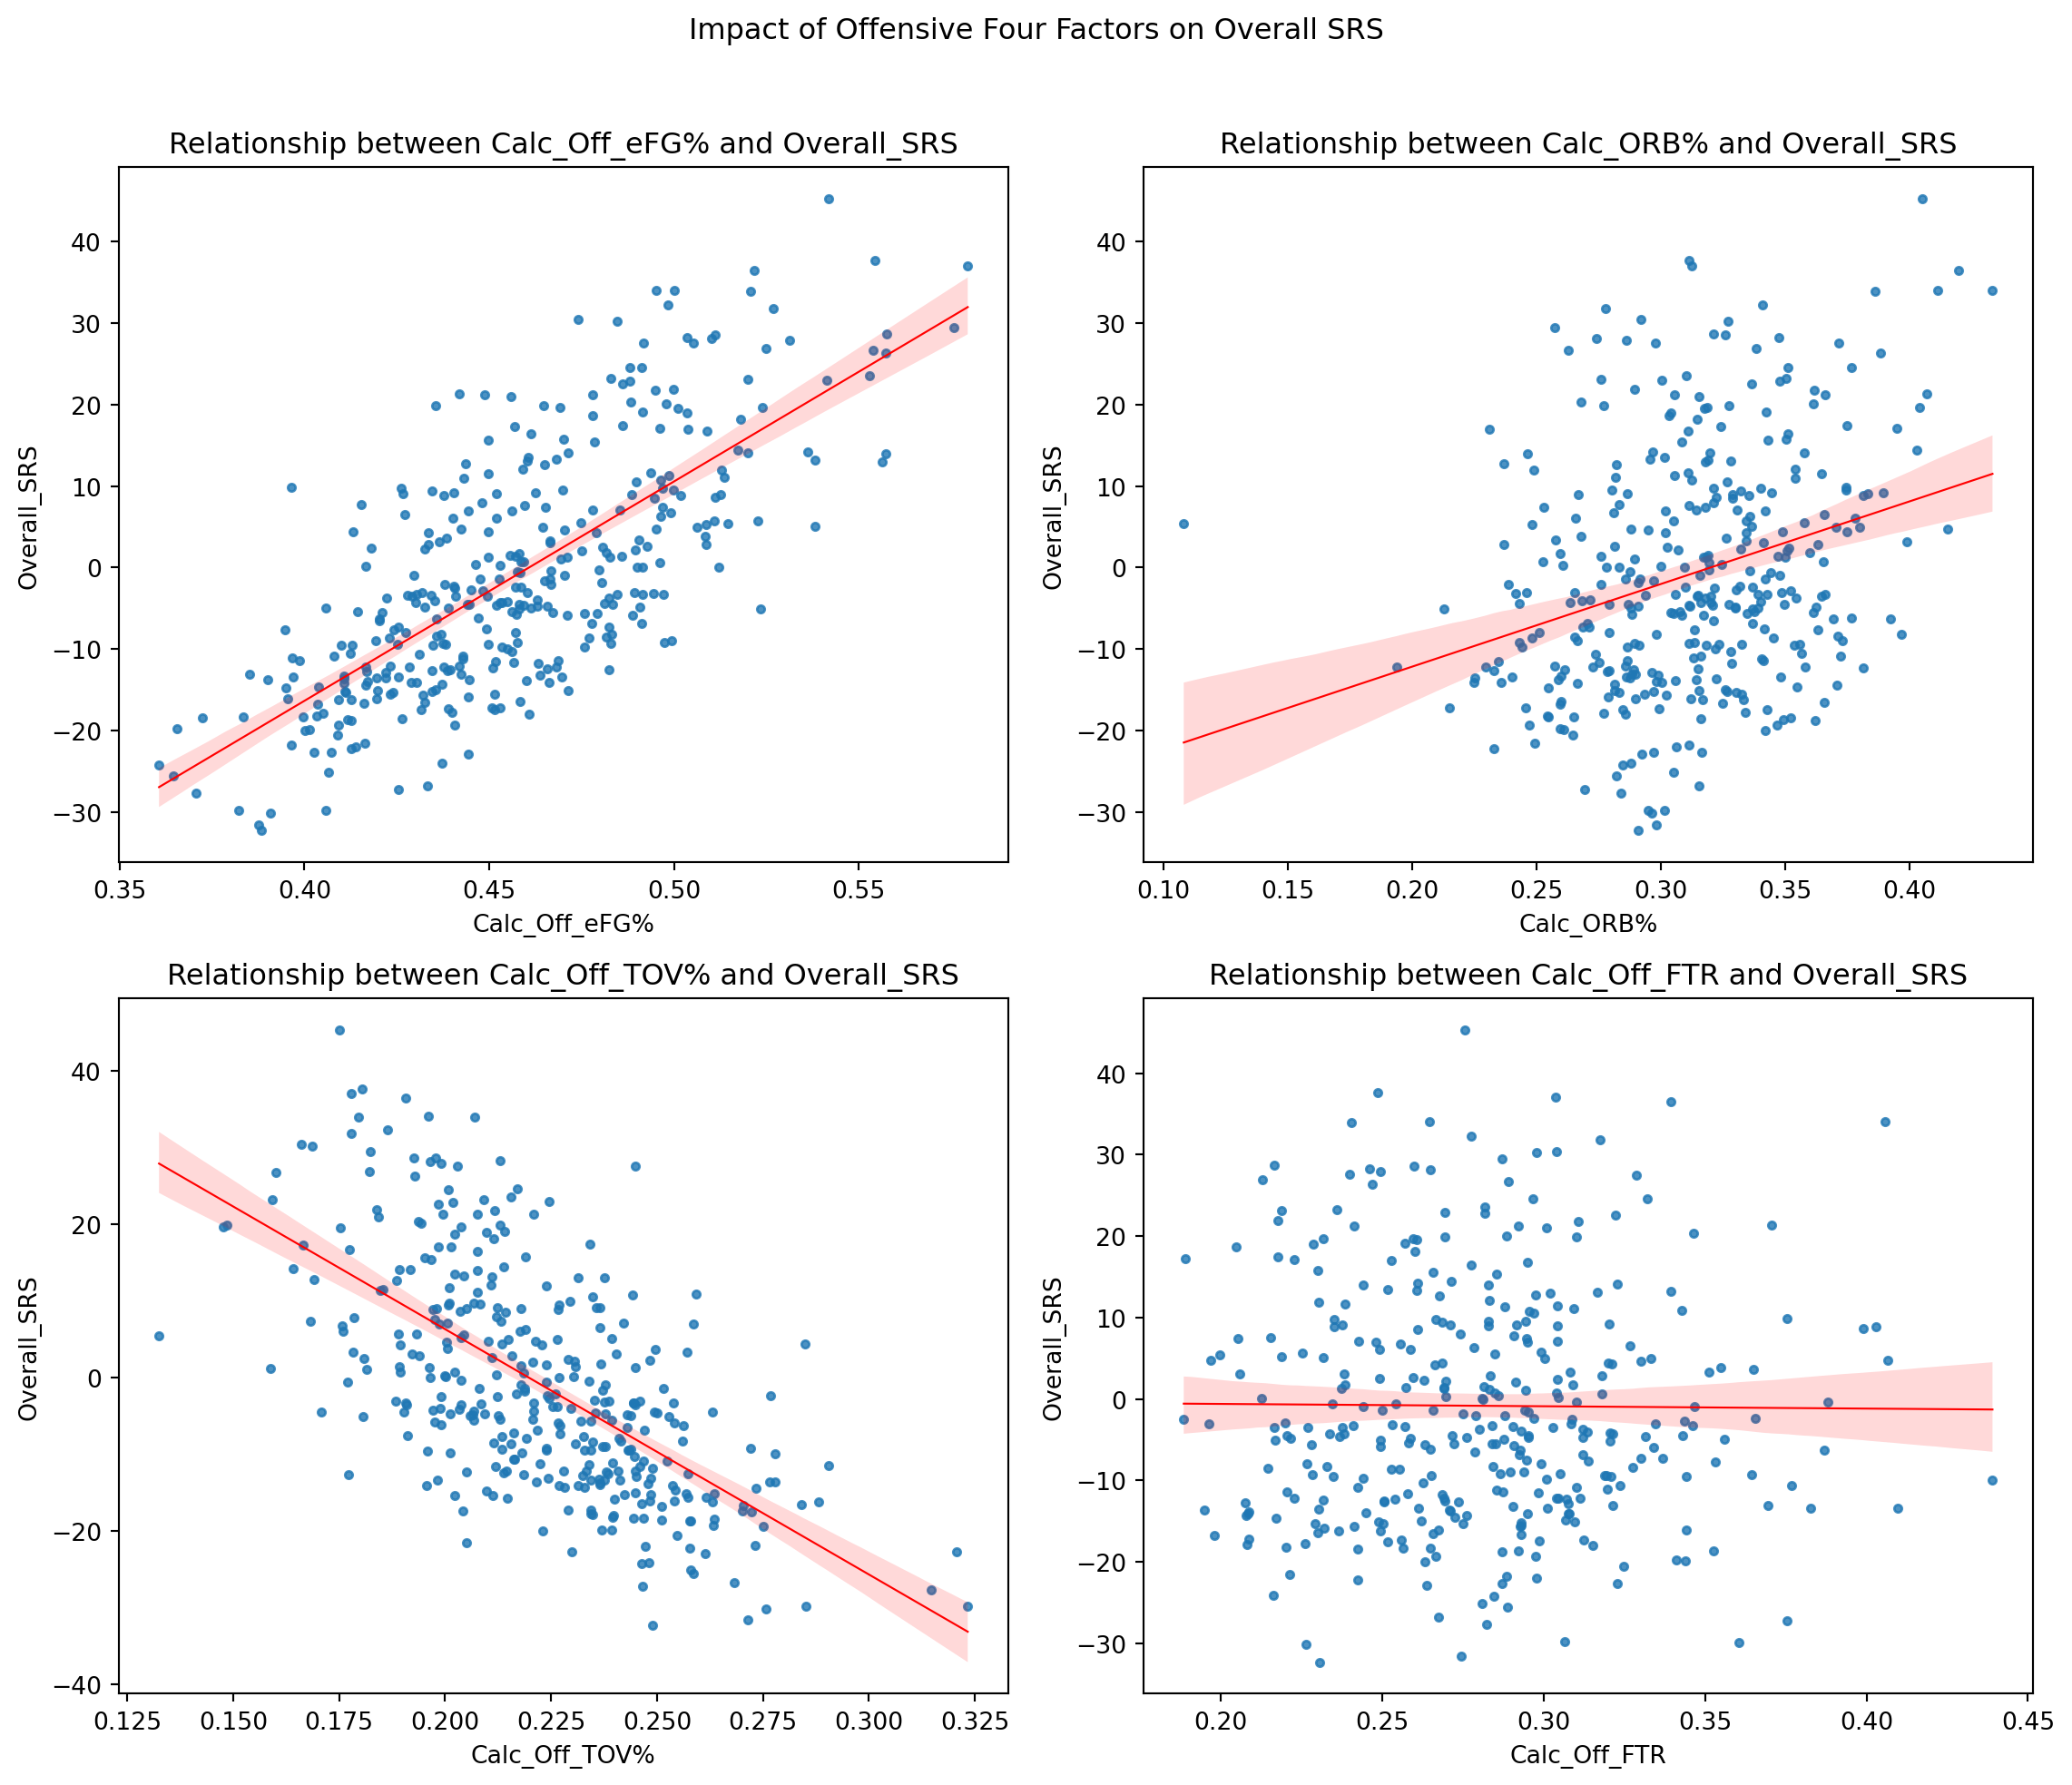 Impact of Offensive Four Factors on Overall SRS
Relationship between Calc_Off_eFG% and Overall_SRS
Overall_SRS
40
30
20
10
0
−10
−20
−30
0.35 0.40 0.45 0.50 0.55
Calc_Off_eFG%
Relationship between Calc_ORB% and Overall_SRS
Overall_SRS
40
30
20
10
0
−10
−20
−30
0.10 0.15 0.20 0.25 0.30 0.35 0.40
Calc_ORB%
Relationship between Calc_Off_TOV% and Overall_SRS
Overall_SRS
40
20
0
−20
−40
0.125 0.150 0.175 0.200 0.225 0.250 0.275 0.300 0.325
Calc_Off_TOV%
Relationship between Calc_Off_FTR and Overall_SRS
Overall_SRS
40
30
20
10
0
−10
−20
−30
0.20 0.25 0.30 0.35 0.40 0.45
Calc_Off_FTR